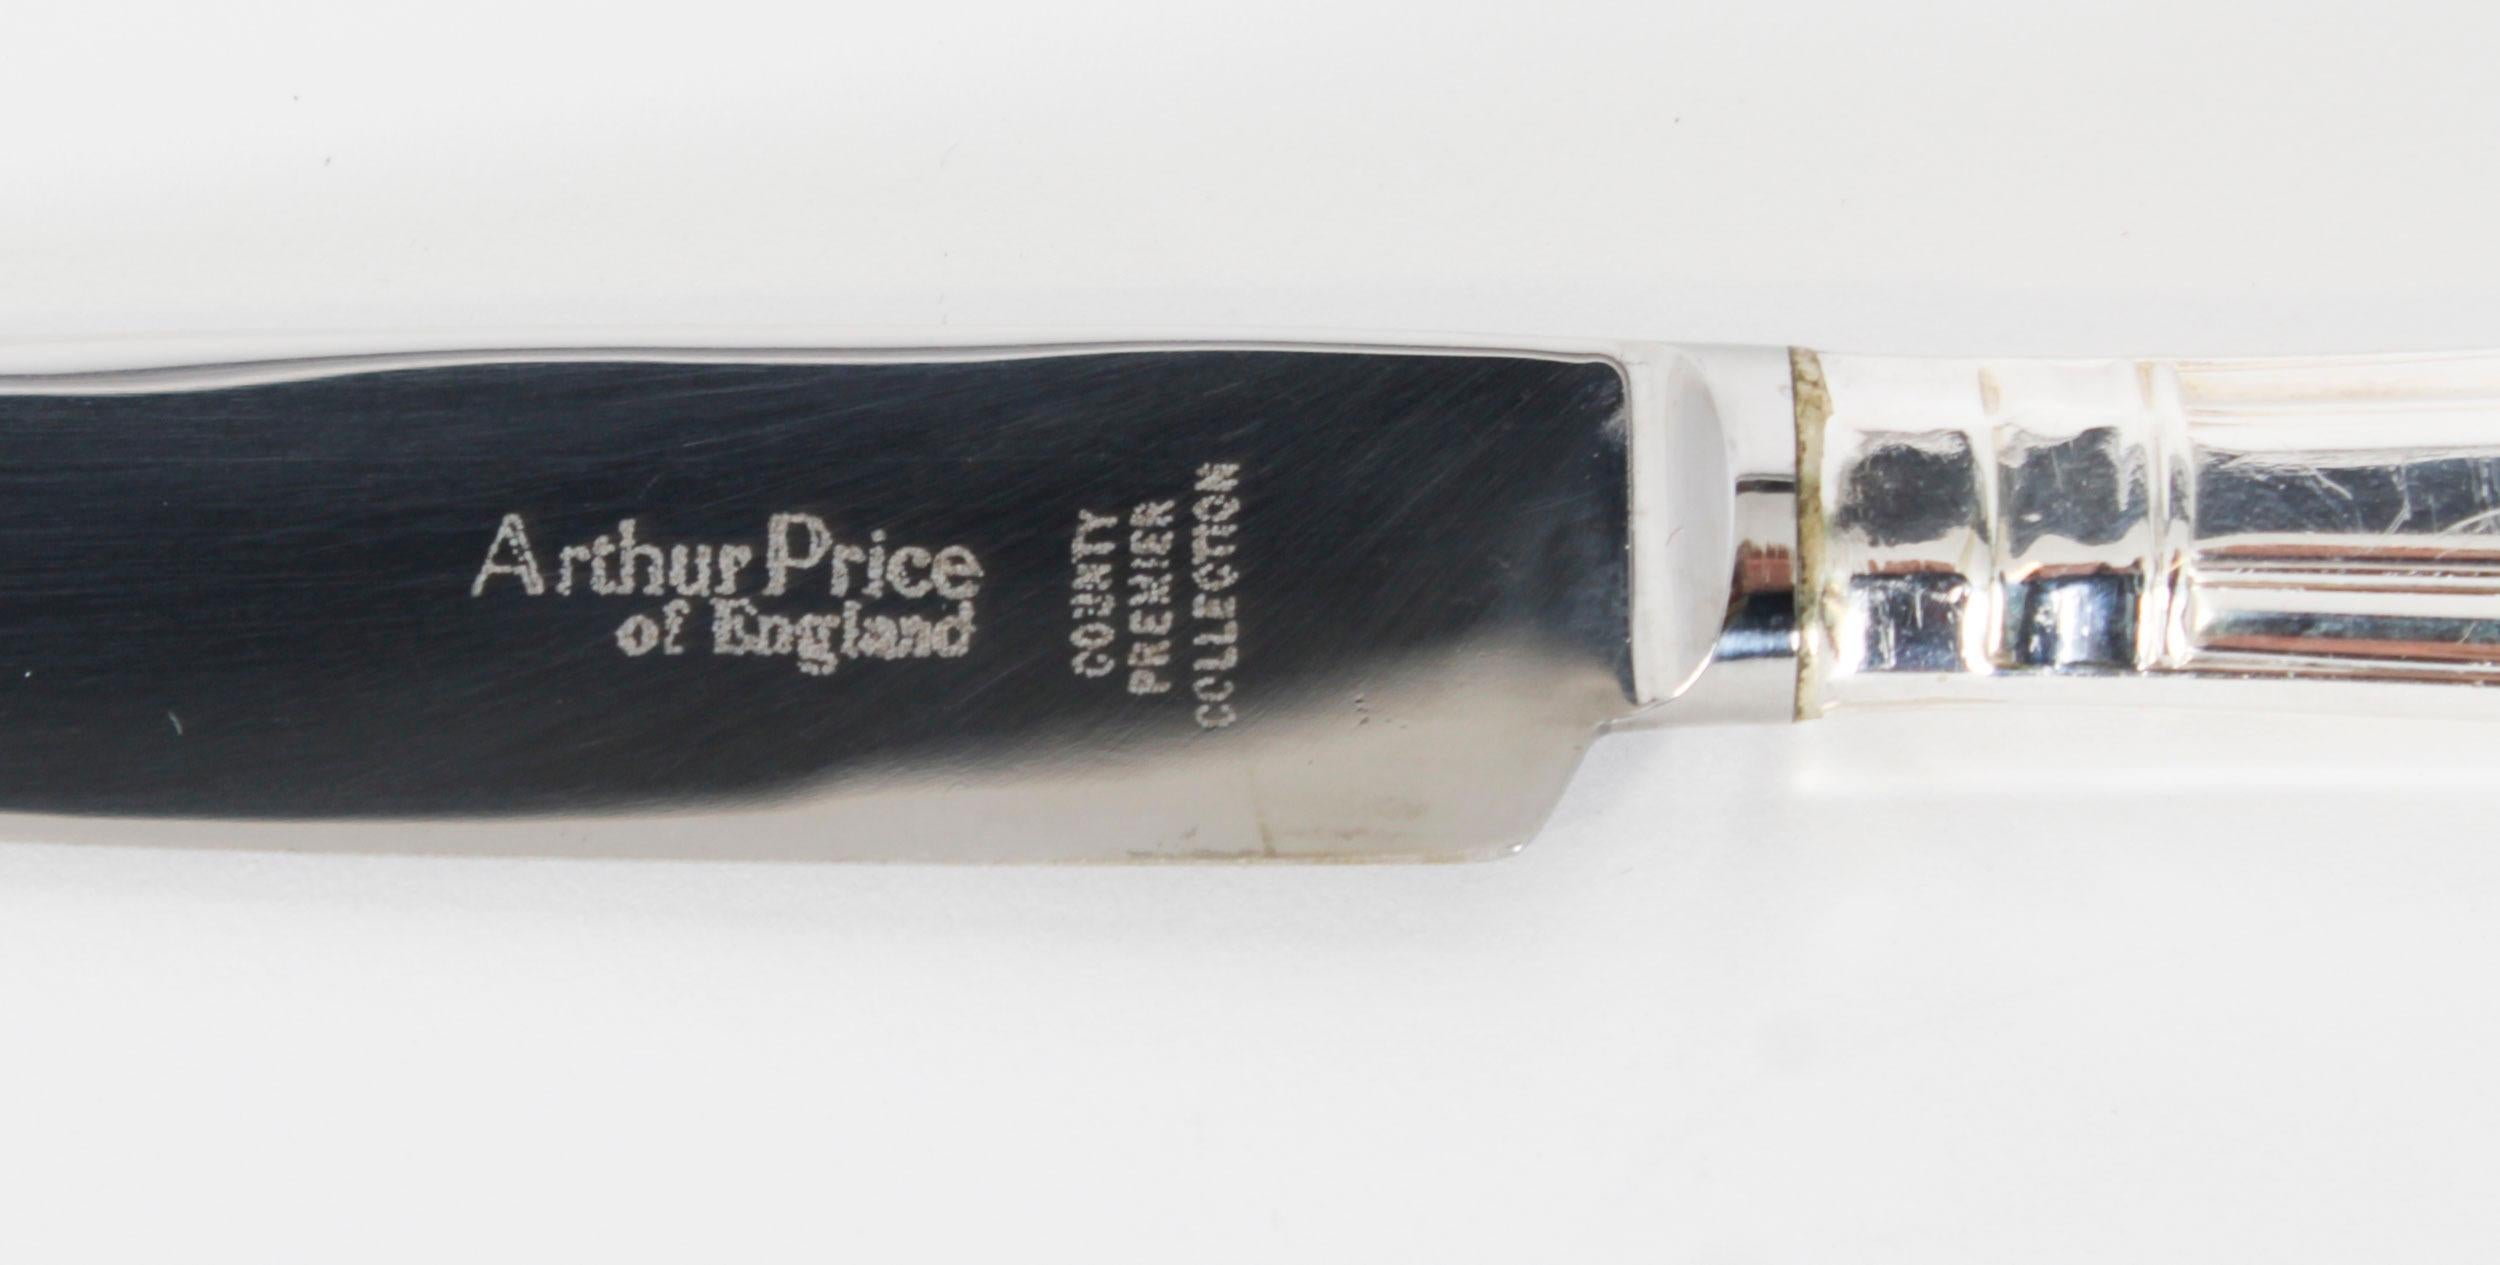 Arthur Price
of England
COUNTY
PREMIER
COLLECTION